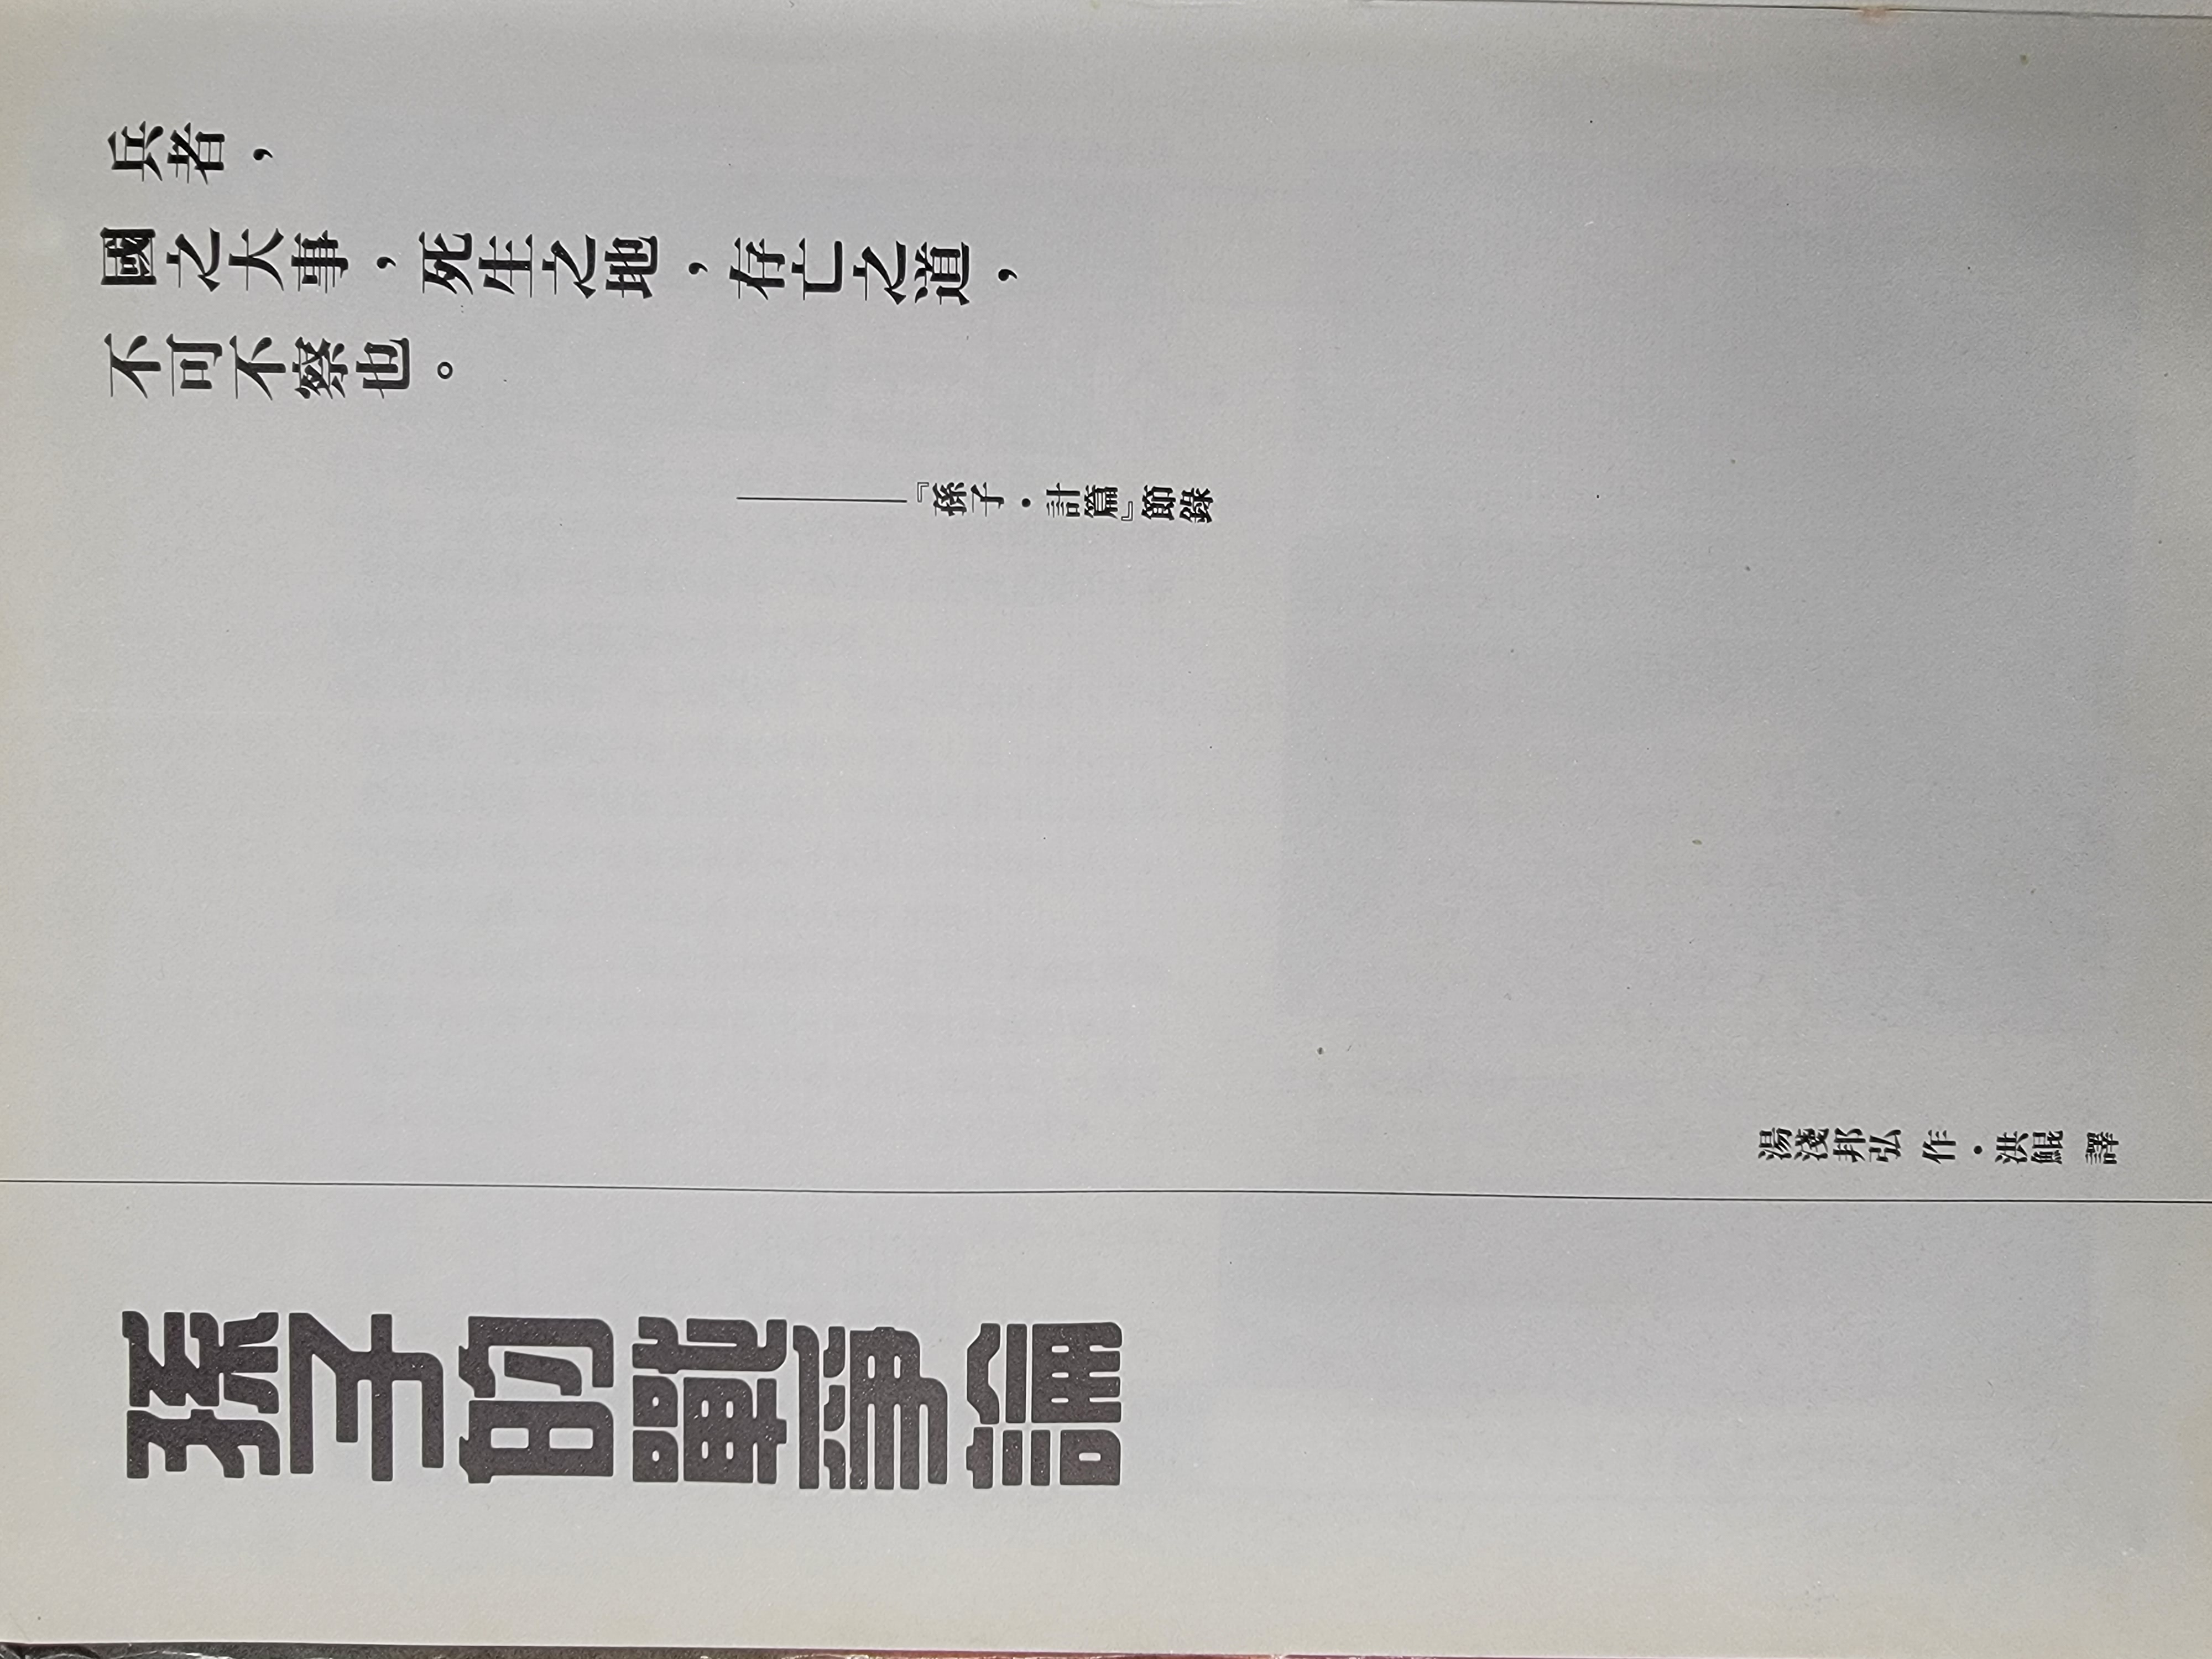 兵者，
國之大事，死生之地，存亡之道，
不可不察也。
——『孫子・計篇』節錄
湯淺邦弘 作・洪鯤 譯
孫子的戰爭論